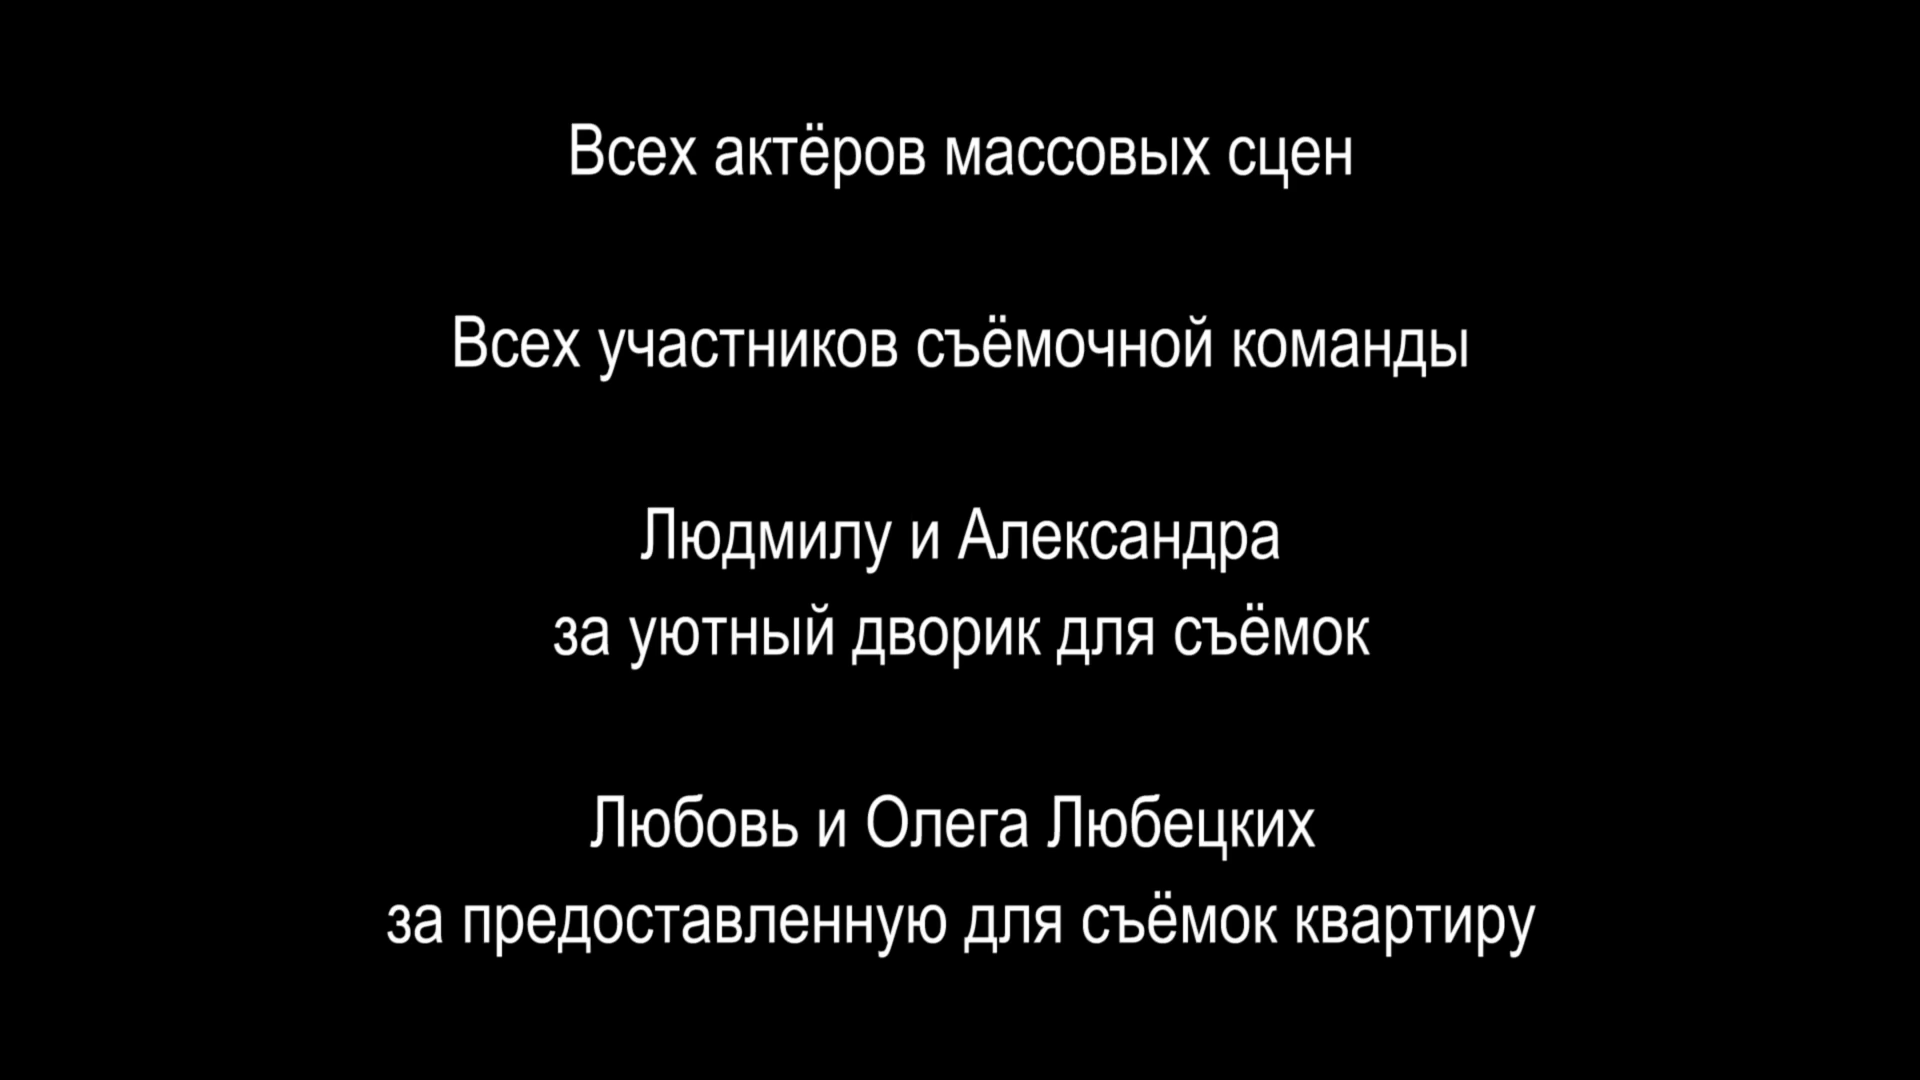 Всех актёров массовых сцен
Всех участников съёмочной команды
Людмилу и Александра
за уютный дворик для съёмок
Любовь и Олега Любецких
за предоставленную для съёмок квартиру